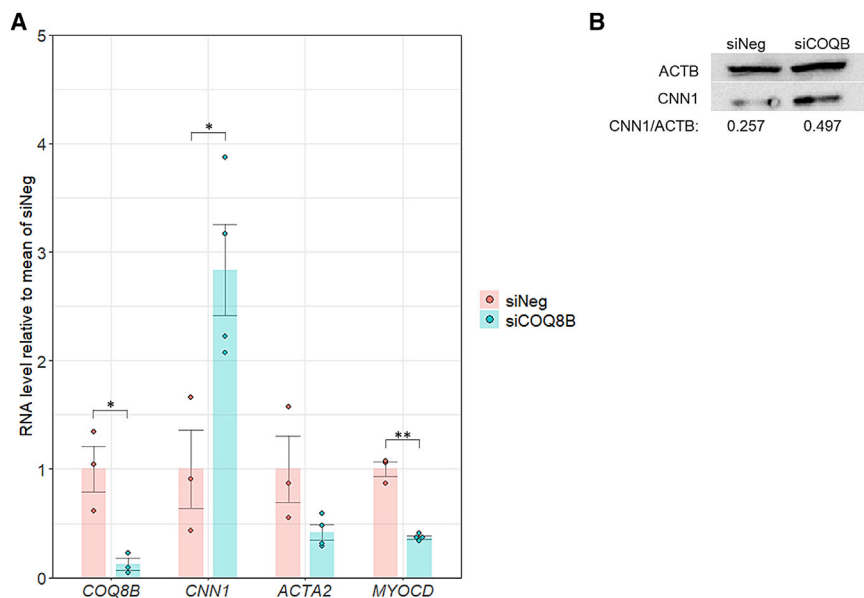 A
B
siNeg siCOQB
ACTB
CNN1
CNN1/ACTB: 0.257 0.497
RNA level relative to mean of siNeg
5
4
3
2
1
0
*
*
**
siNeg
siCOQ8B
COQ8B CNN1 ACTA2 MYOCD